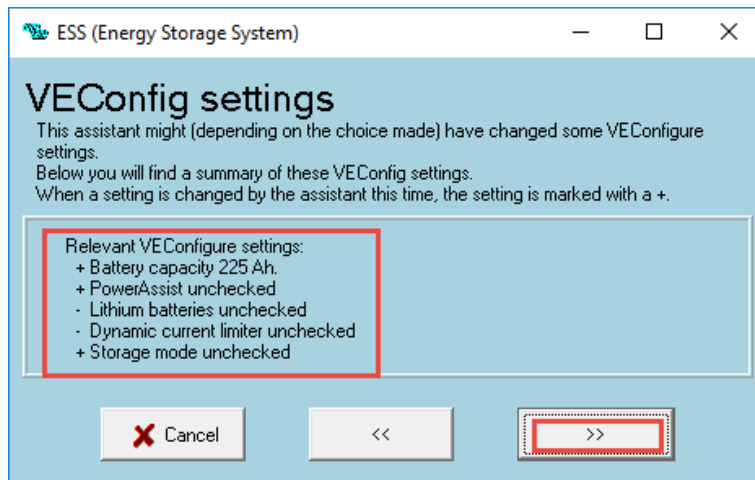 ESS (Energy Storage System)
VEConfig settings
This assistant might (depending on the choice made) have changed some VEConfigure
settings.
Below you will find a summary of these VEConfig settings.
When a setting is changed by the assistant this time, the setting is marked with a +.
Relevant VEConfigure settings:
+ Battery capacity 225 Ah.
+ PowerAssist unchecked
- Lithium batteries unchecked
- Dynamic current limiter unchecked
+ Storage mode unchecked
Cancel
<<
>>